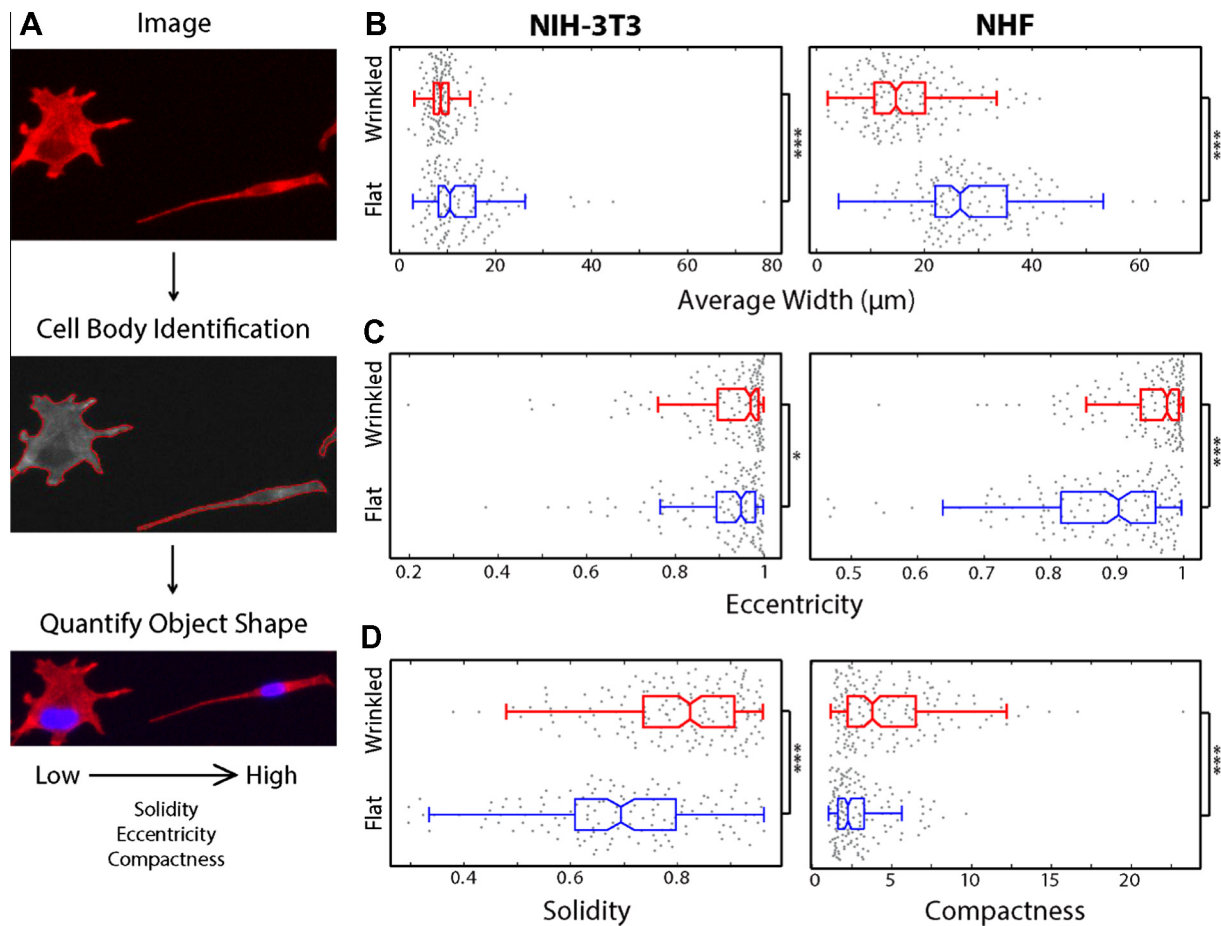 A
Image
Cell Body Identification
Quantify Object Shape
Low
High
Solidity
Eccentricity
Compactness
B
NIH-3T3
NHF
Wrinkled
Flat
***
***
0 20 40 60 80
0 20 40 60
Average Width (µm)
C
Wrinkled
Flat
*
***
0.2 0.4 0.6 0.8 1
0.5 0.6 0.7 0.8 0.9 1
Eccentricity
D
Wrinkled
Flat
***
***
0.4 0.6 0.8
0 5 10 15 20
Solidity
Compactness